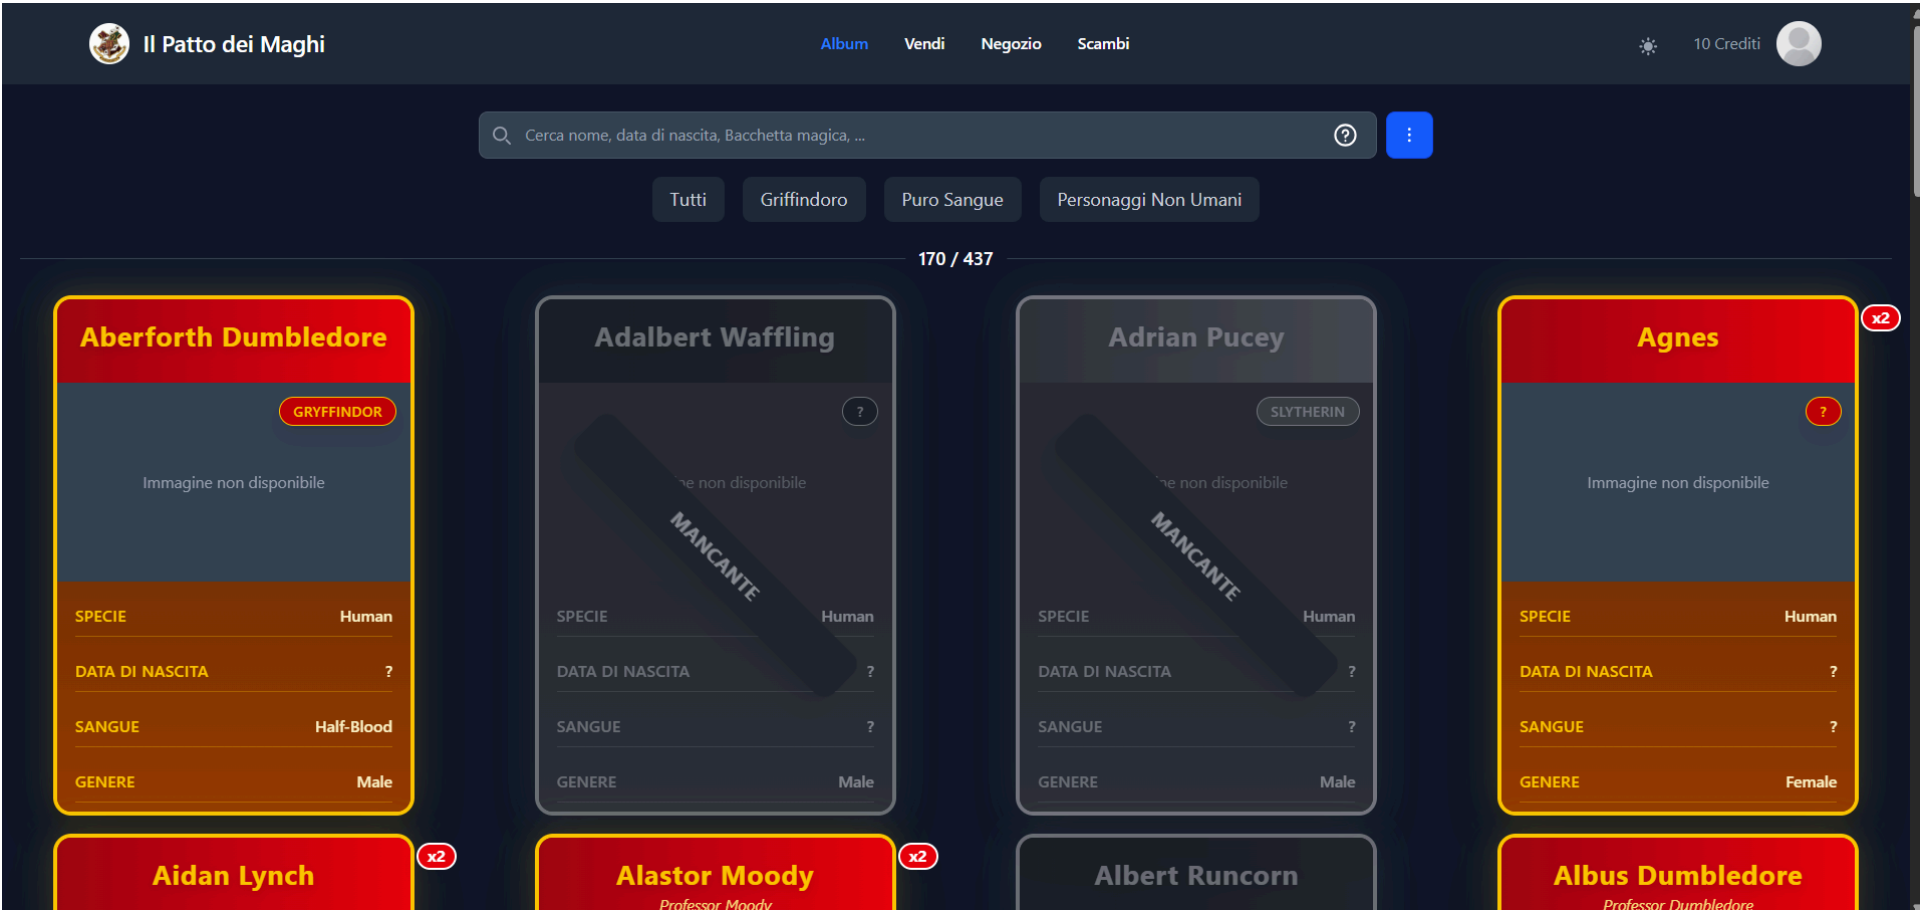 Il Patto dei Maghi
Album Vendi Negozio Scambi
10 Crediti
Cerca nome, data di nascita, Bacchetta magica, ...
Tutti Griffindoro Puro Sangue Personaggi Non Umani
170 / 437
Aberforth Dumbledore
GRYFFINDOR
Immagine non disponibile
SPECIE Human
DATA DI NASCITA ?
SANGUE Half-Blood
GENERE Male
Adalbert Waffling
?
non disponibile
MANCANTE
SPECIE Human
DATA DI NASCITA ?
SANGUE ?
GENERE Male
Adrian Pucey
SLYTHERIN
non disponibile
MANCANTE
SPECIE Human
DATA DI NASCITA ?
SANGUE ?
GENERE Male
Agnes
x2
?
Immagine non disponibile
SPECIE Human
DATA DI NASCITA ?
SANGUE ?
GENERE Female
Aidan Lynch
x2
Alastor Moody
x2
Professor Moody
Albert Runcorn
Albus Dumbledore
Professor Dumbledore